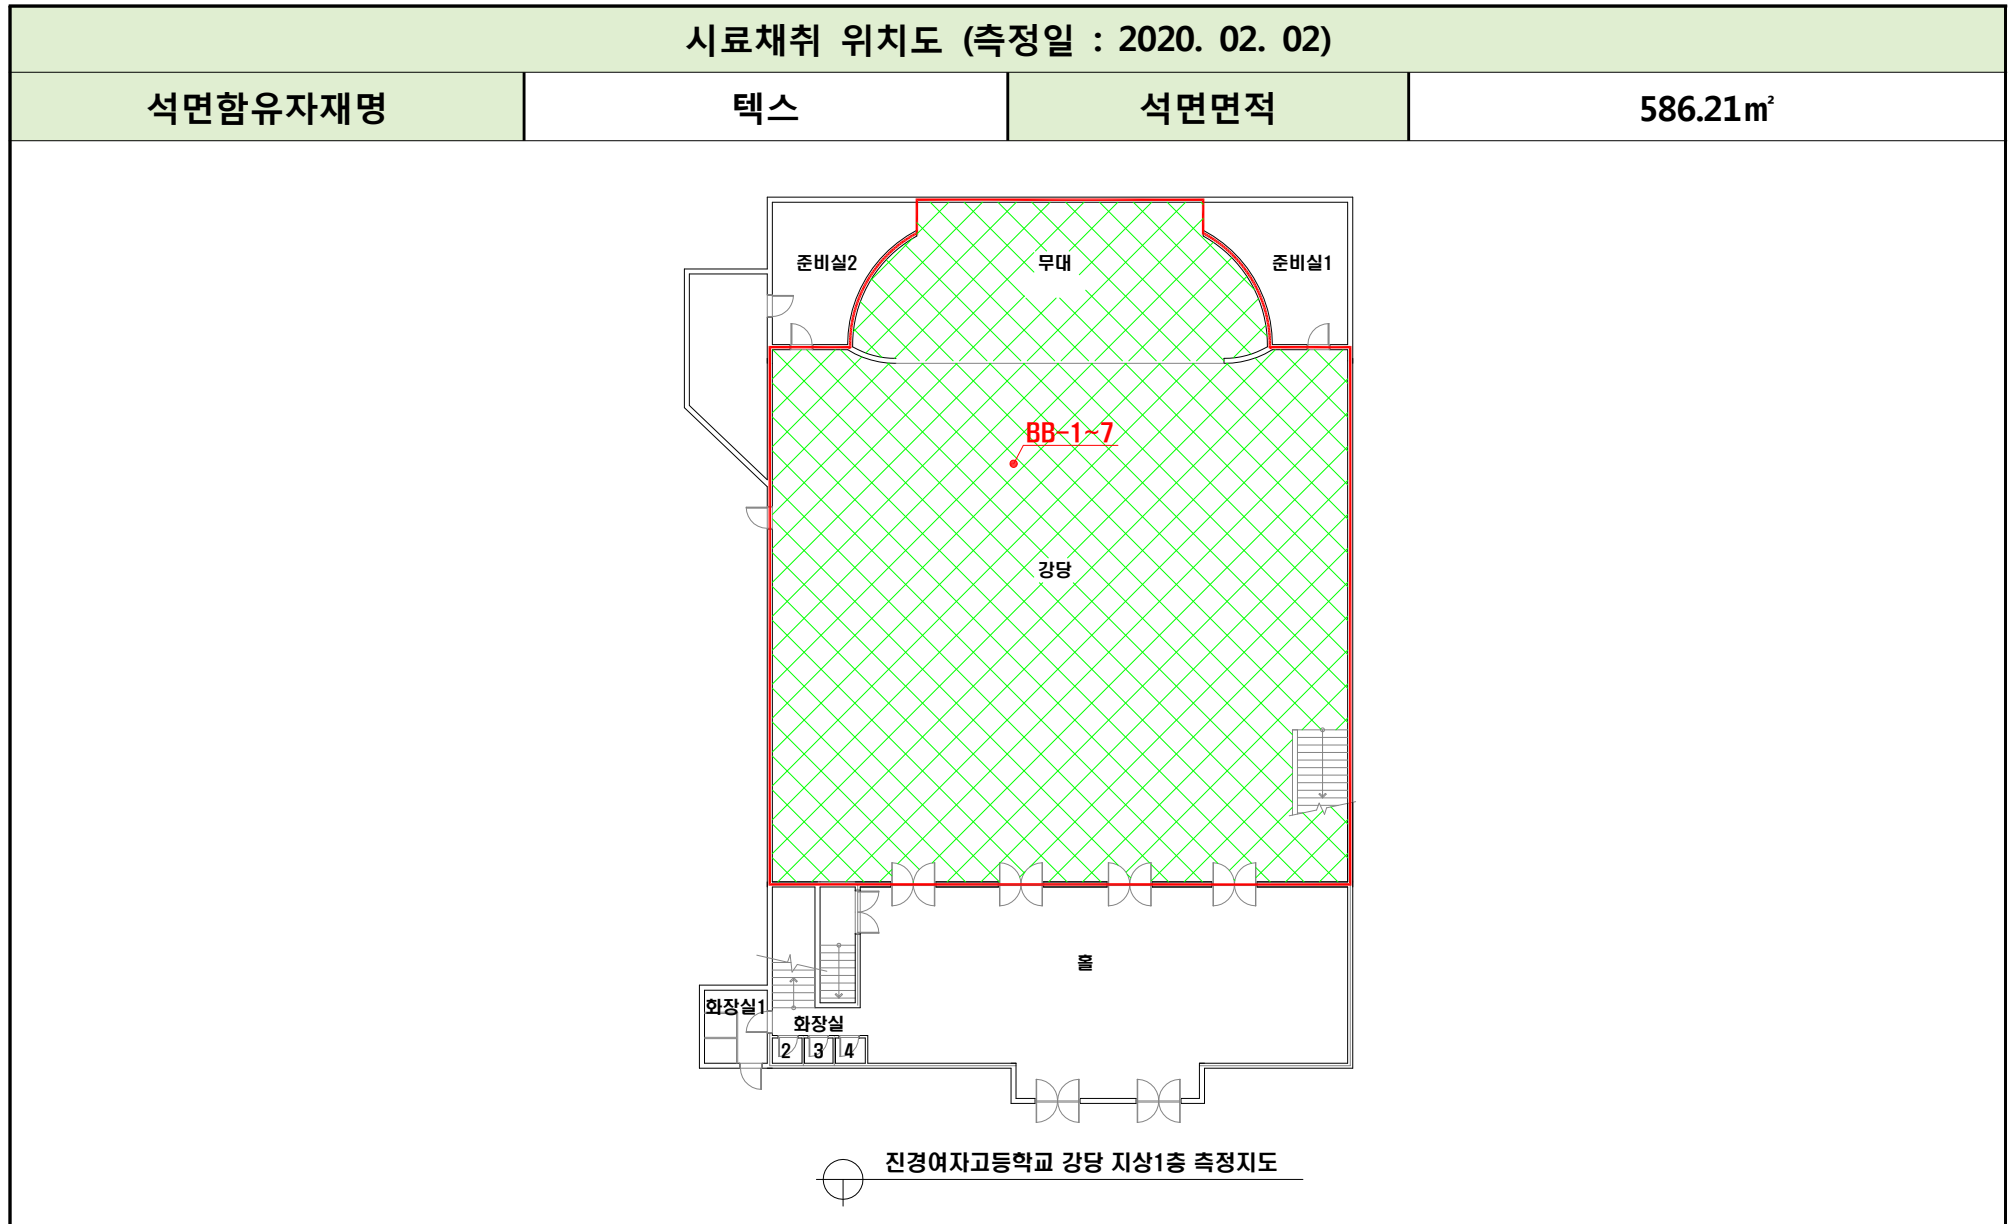 시료채취 위치도 (측정일 : 2020. 02. 02)
석면함유자재명 텍스 석면면적 586.21㎡
준비실2 무대 준비실1
BB-1~7
강당
홀
화장실1
화장실
2 3 4
진경여자고등학교 강당 지상1층 측정지도